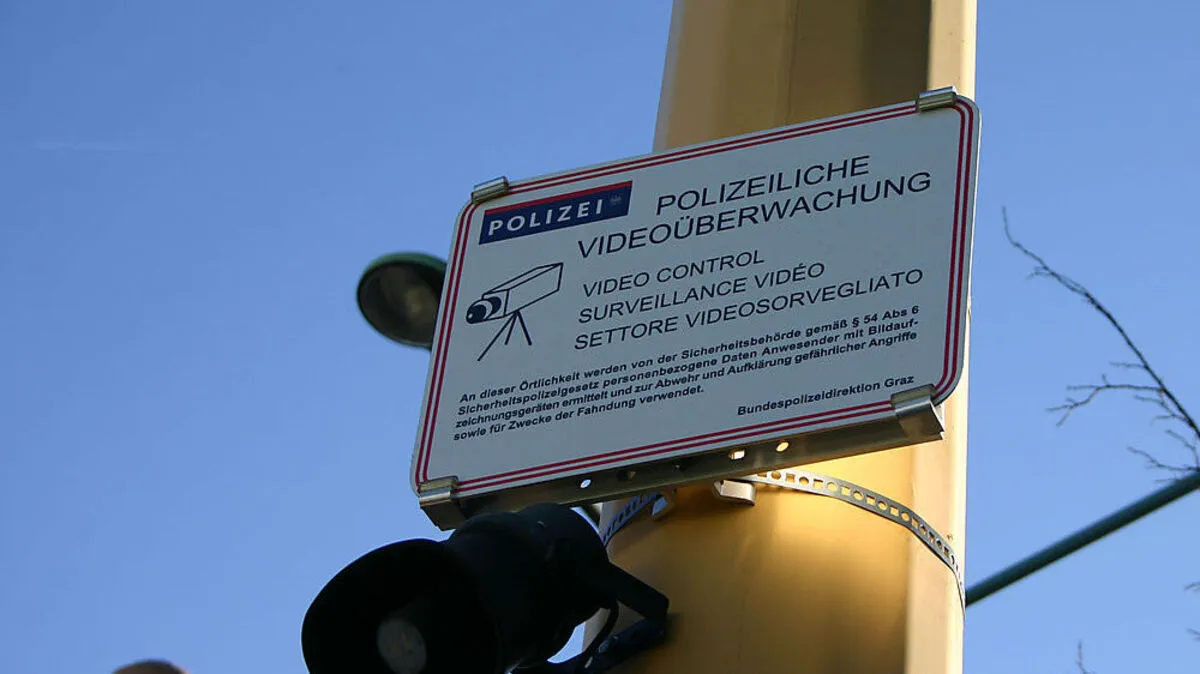 POLIZEI
POLIZEILICHE
VIDEOÜBERWACHUNG
VIDEO CONTROL
SURVEILLANCE VIDÉO
SETTORE VIDEOSORVEGLIATO
An dieser Örtlichkeit werden von der Sicherheitsbehörde gemäß § 54 Abs 6
Sicherheitspolizeigesetz personenbezogene Daten Anwesender mit Bildauf-
zeichnungsgeräten ermittelt und zur Abwehr und Aufklärung gefährlicher Angriffe
sowie für Zwecke der Fahndung verwendet.
Bundespolizeidirektion Graz